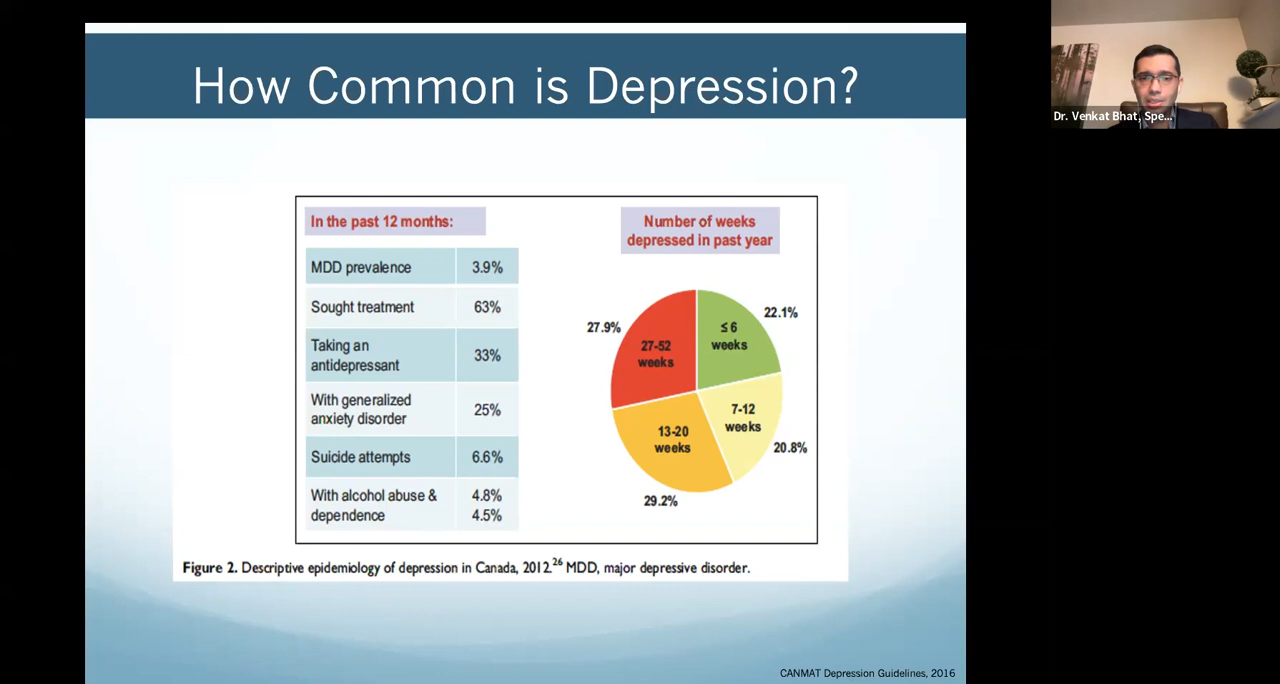 How Common is Depression?
Dr. Venkat Bhat, Spe...
In the past 12 months:
MDD prevalence 3.9%
Sought treatment 63%
Taking an
antidepressant 33%
With generalized
anxiety disorder 25%
Suicide attempts 6.6%
With alcohol abuse & 4.8%
dependence 4.5%
Number of weeks
depressed in past year
22.1%
≤ 6
weeks
7-12
weeks
20.8%
13-20
weeks
29.2%
27-52
weeks
27.9%
Figure 2. Descriptive epidemiology of depression in Canada, 2012.26 MDD, major depressive disorder.
CANMAT Depression Guidelines, 2016